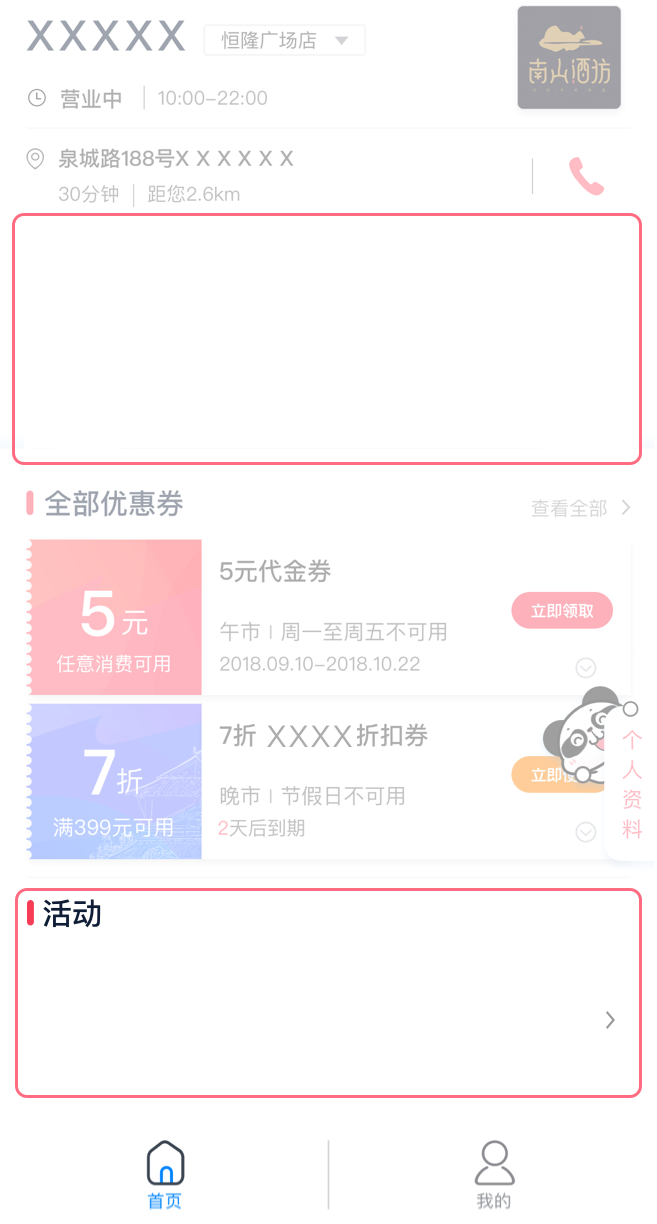 XXXXX 恒隆广场店
南山酒坊
营业中 10:00-22:00
泉城路188号X X X X X X
30分钟 距您2.6km
全部优惠券 查看全部
5元
任意消费可用
5元代金券
午市 | 周一至周五不可用
2018.09.10-2018.10.22
立即领取
7折
满399元可用
7折 XXXX折扣券
晚市 | 节假日不可用
2天后到期
立即
个人资料
活动
首页 我的